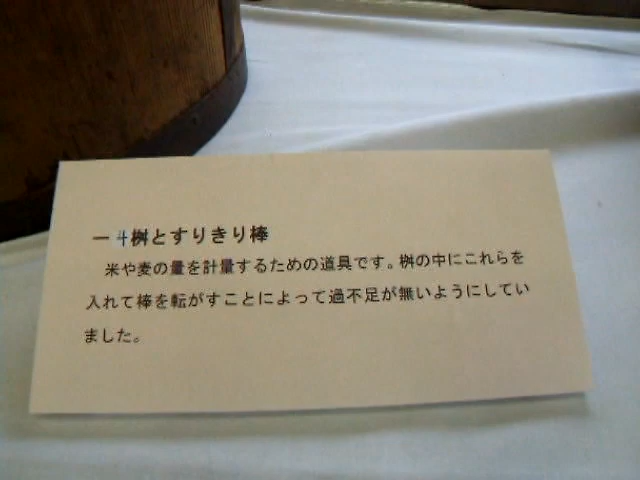 一斗桝とすりきり棒
米や麦の量を計量するための道具です。桝の中にこれらを
入れて棒を転がすことによって過不足が無いようにしてい
ました。